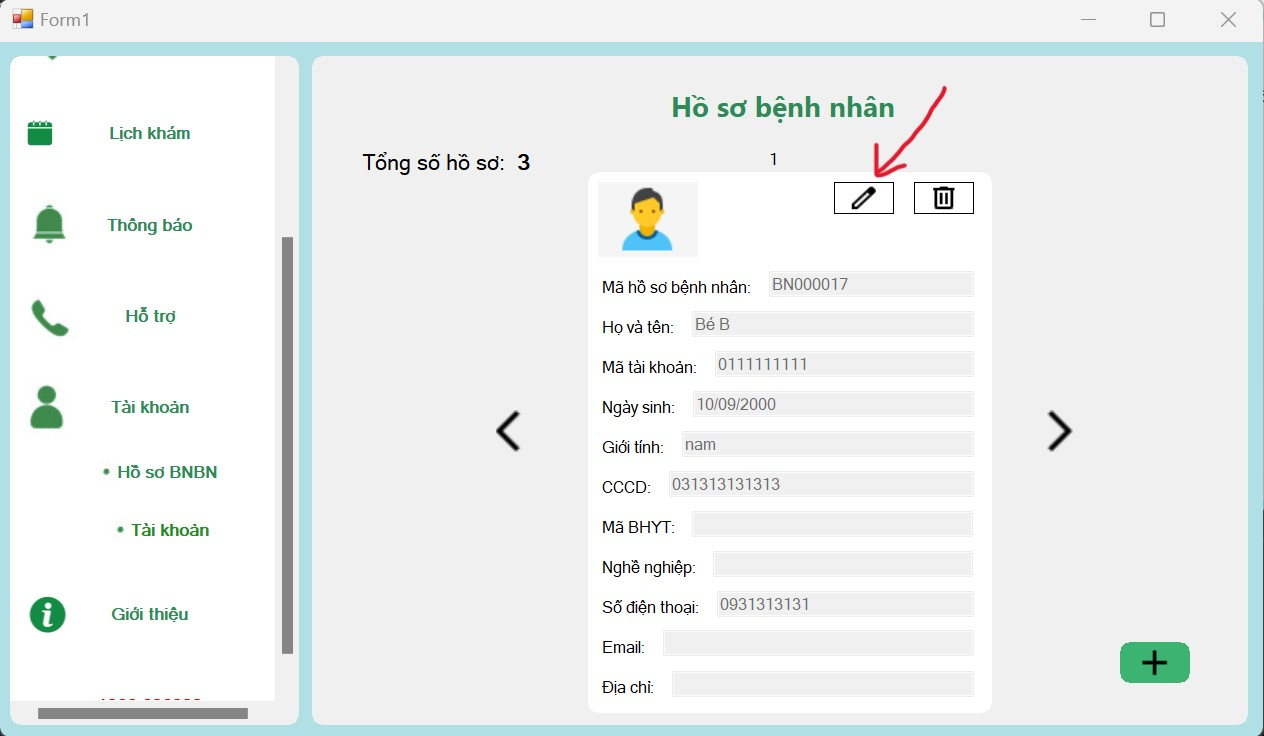 Form1
Lịch khám
Thông báo
Hỗ trợ
Tài khoản
Hồ sơ BNBN
Tài khoản
Giới thiệu
Hồ sơ bệnh nhân
Tổng số hồ sơ: 3
1
Mã hồ sơ bệnh nhân: BN000017
Họ và tên: Bé B
Mã tài khoản: 0111111111
Ngày sinh: 10/09/2000
Giới tính: nam
CCCD: 031313131313
Mã BHYT:
Nghề nghiệp:
Số điện thoại: 0931313131
Email:
Địa chỉ: